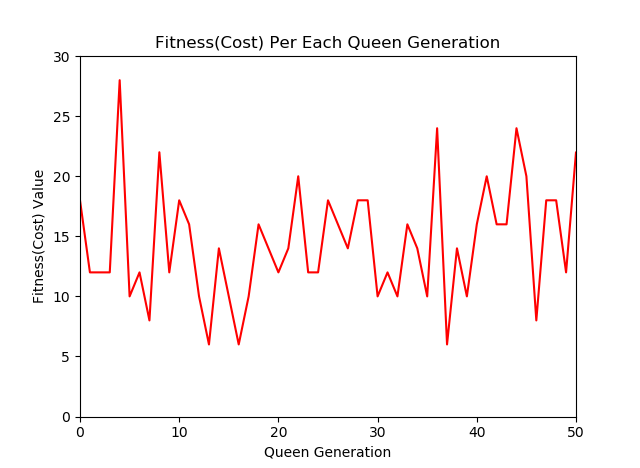 Fitness(Cost) Per Each Queen Generation
30
25
20
15
10
5
0
Fitness(Cost) Value
0 10 20 30 40 50
Queen Generation